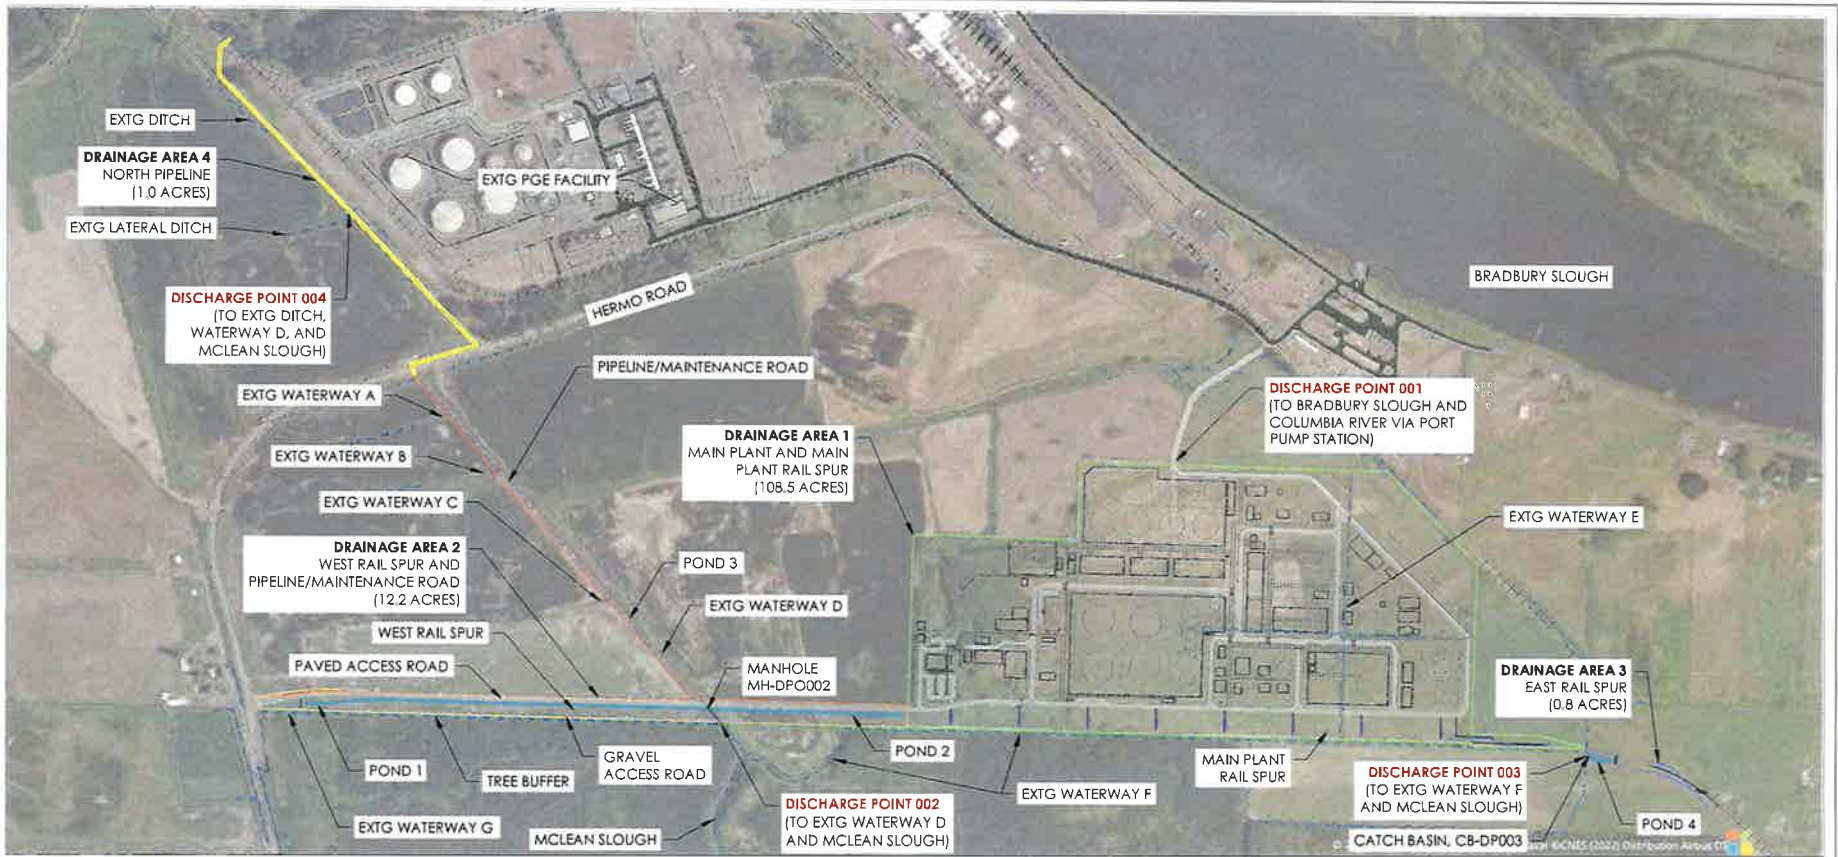 EXTG DITCH
DRAINAGE AREA 4
NORTH PIPELINE
(1.0 ACRES)
EXTG LATERAL DITCH
EXTG PGE FACILITY
DISCHARGE POINT 004
(TO EXTG DITCH,
WATERWAY D, AND
MCLEAN SLOUGH)
HERMO ROAD
BRADBURY SLOUGH
PIPELINE/MAINTENANCE ROAD
EXTG WATERWAY A
DISCHARGE POINT 001
(TO BRADBURY SLOUGH AND
COLUMBIA RIVER VIA PORT
PUMP STATION)
EXTG WATERWAY B
DRAINAGE AREA 1
MAIN PLANT AND MAIN
PLANT RAIL SPUR
(108.5 ACRES)
EXTG WATERWAY C
EXTG WATERWAY E
DRAINAGE AREA 2
WEST RAIL SPUR AND
PIPELINE/MAINTENANCE ROAD
(12.2 ACRES)
POND 3
EXTG WATERWAY D
WEST RAIL SPUR
PAVED ACCESS ROAD
MANHOLE
MH-DPO002
DRAINAGE AREA 3
EAST RAIL SPUR
(0.8 ACRES)
POND 1
TREE BUFFER
GRAVEL
ACCESS ROAD
POND 2
MAIN PLANT
RAIL SPUR
EXTG WATERWAY F
DISCHARGE POINT 003
(TO EXTG WATERWAY F
AND MCLEAN SLOUGH)
EXTG WATERWAY G
MCLEAN SLOUGH
DISCHARGE POINT 002
(TO EXTG WATERWAY D
AND MCLEAN SLOUGH)
POND 4
CATCH BASIN, CB-DP003
©CNES (2022) Distribution Airbus DS